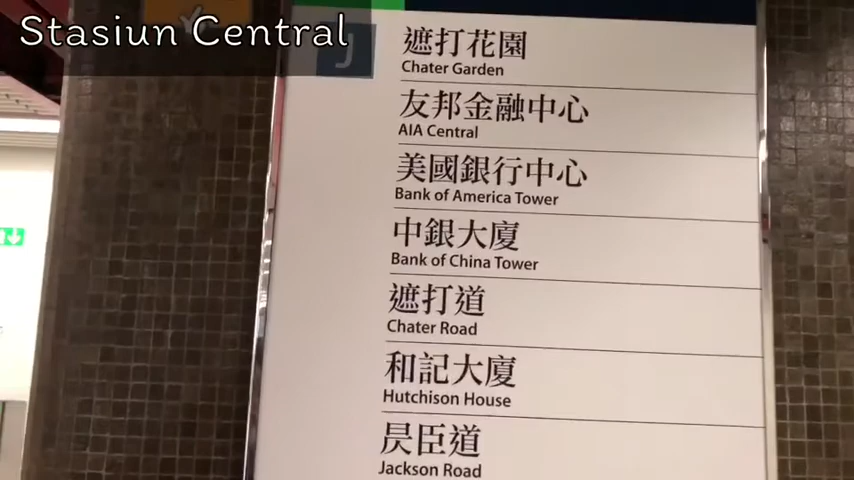 Stasiun Central
J
遮打花園
Chater Garden
友邦金融中心
AIA Central
美國銀行中心
Bank of America Tower
中銀大廈
Bank of China Tower
遮打道
Chater Road
和記大廈
Hutchison House
昃臣道
Jackson Road